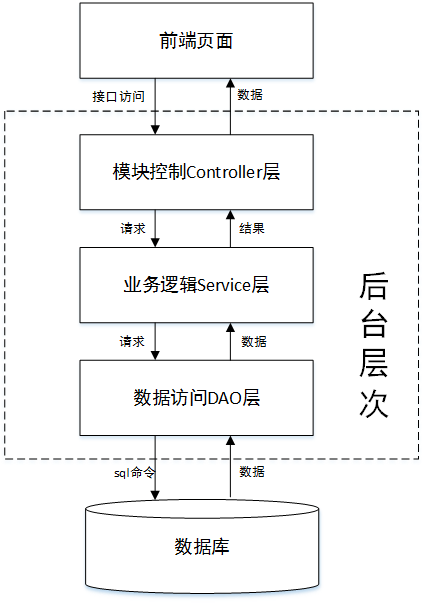 前端页面
接口访问
数据
模块控制Controller层
请求
结果
业务逻辑Service层
请求
数据
数据访问DAO层
后台层次
sql命令
数据
数据库